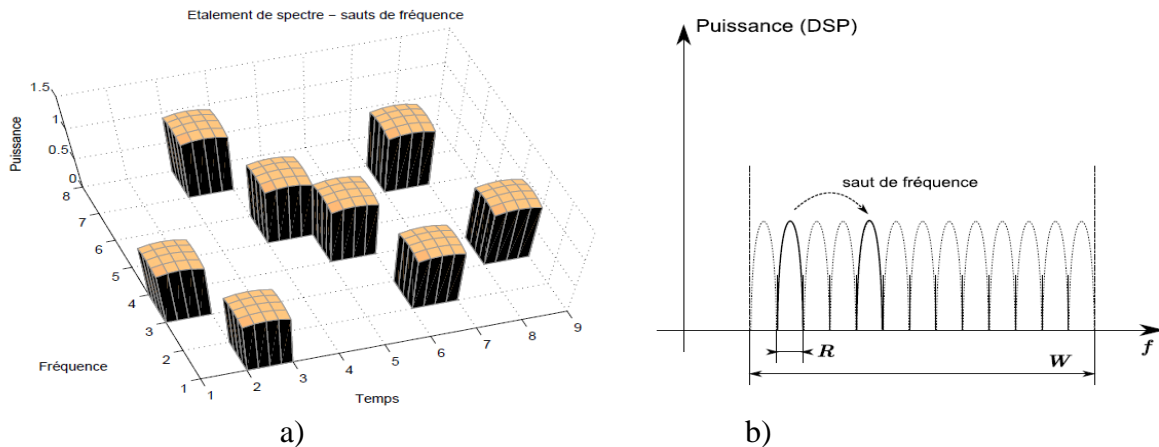 Etalement de spectre – sauts de fréquence
Puissance
1.5
1
0.5
0
8
7
6
5
4
3
2
1
Fréquence
1
2
3
4
5
6
7
8
9
Temps
a)
Puissance (DSP)
saut de fréquence
R
W
f
b)